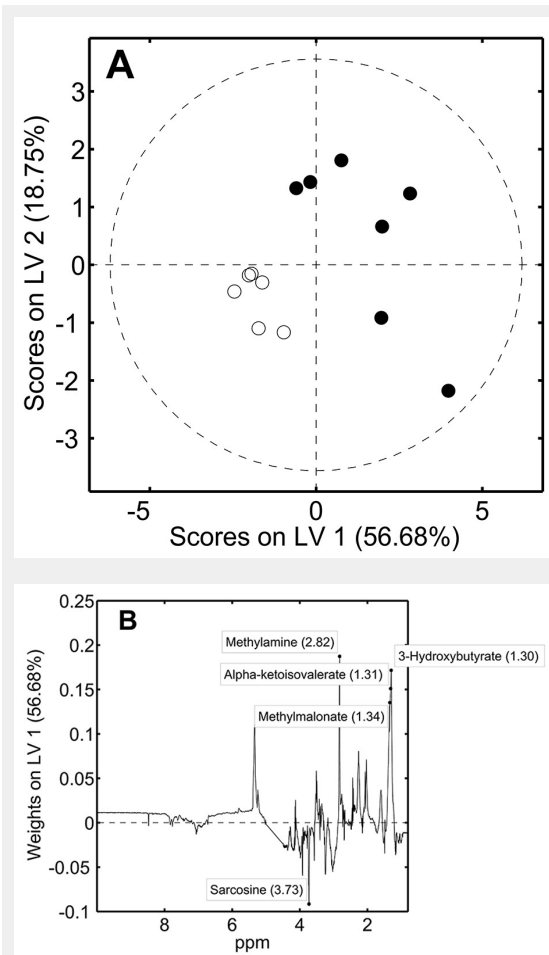 A
Scores on LV 2 (18.75%)
3
2
1
0
-1
-2
-3
-5 0 5
Scores on LV 1 (56.68%)
B
Weights on LV 1 (56.68%)
0.25
0.2
0.15
0.1
0.05
0
-0.05
-0.1
Methylamine (2.82)
3-Hydroxybutyrate (1.30)
Alpha-ketoisovalerate (1.31)
Methylmalonate (1.34)
Sarcosine (3.73)
8 6 4 2
ppm